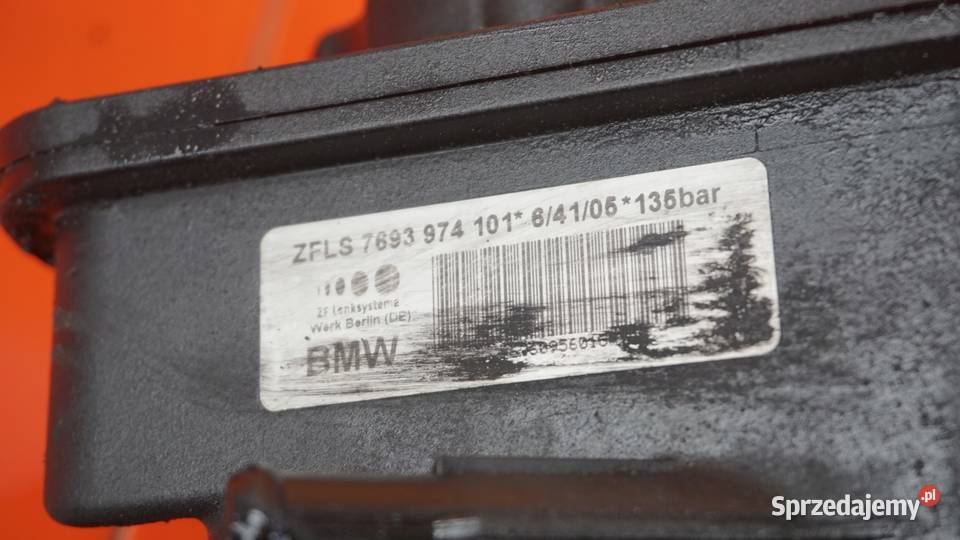 ZFLS 7693 974 101* 6/41/05*135bar
ZF Lenksysteme
Werk Berlin (DE)
BMW
Sprzedajemy.pl